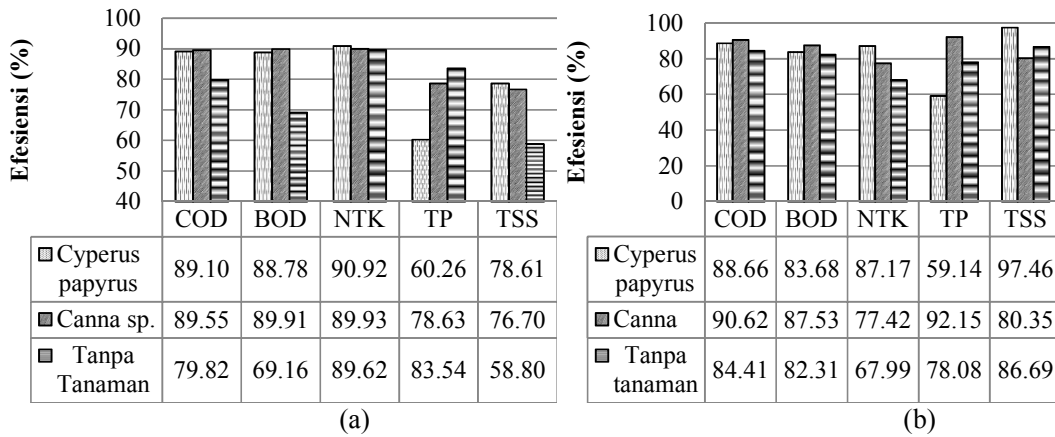 Efesiensi (%)
100
90
80
70
60
50
40
COD BOD NTK TP TSS
Cyperus papyrus 89.10 88.78 90.92 60.26 78.61
Canna sp. 89.55 89.91 89.93 78.63 76.70
Tanpa Tanaman 79.82 69.16 89.62 83.54 58.80
(a)
Efesiensi (%)
100
80
60
40
20
0
COD BOD NTK TP TSS
Cyperus papyrus 88.66 83.68 87.17 59.14 97.46
Canna 90.62 87.53 77.42 92.15 80.35
Tanpa tanaman 84.41 82.31 67.99 78.08 86.69
(b)